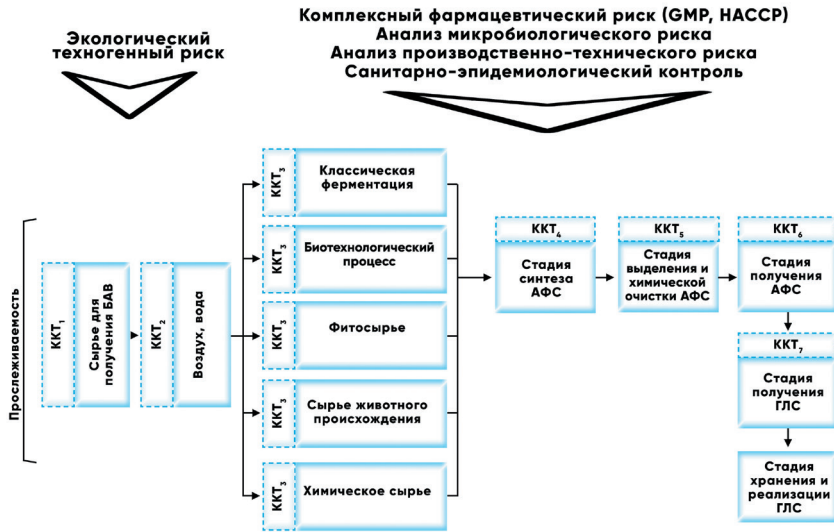 Экологический
техногенный риск
Комплексный фармацевтический риск (GMP, HACCP)
Анализ микробиологического риска
Анализ производственно-технического риска
Санитарно-эпидемиологический контроль
Прослеживаемость
ККТ₁
Сырье для
получения БАВ
ККТ₂
Воздух, вода
ККТ₃
Классическая
ферментация
ККТ₃
Биотехнологический
процесс
ККТ₃
Фитосырье
ККТ₃
Сырье животного
происхождения
ККТ₃
Химическое сырье
ККТ₄
Стадия
синтеза
АФС
ККТ₅
Стадия
выделения и
химической
очистки АФС
ККТ₆
Стадия
получения
АФС
ККТ₇
Стадия
получения
ГЛС
Стадия
хранения и
реализации
ГЛС